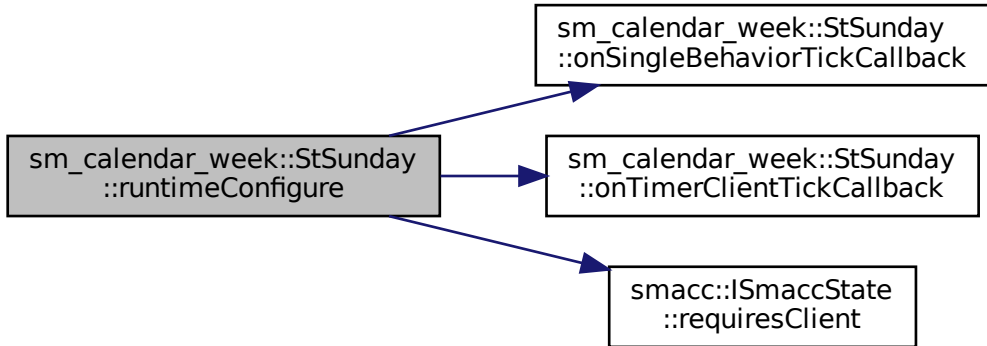 sm_calendar_week::StSunday
::onSingleBehaviorTickCallback
sm_calendar_week::StSunday
::runtimeConfigure
sm_calendar_week::StSunday
::onTimerClientTickCallback
smacc::ISmaccState
::requiresClient